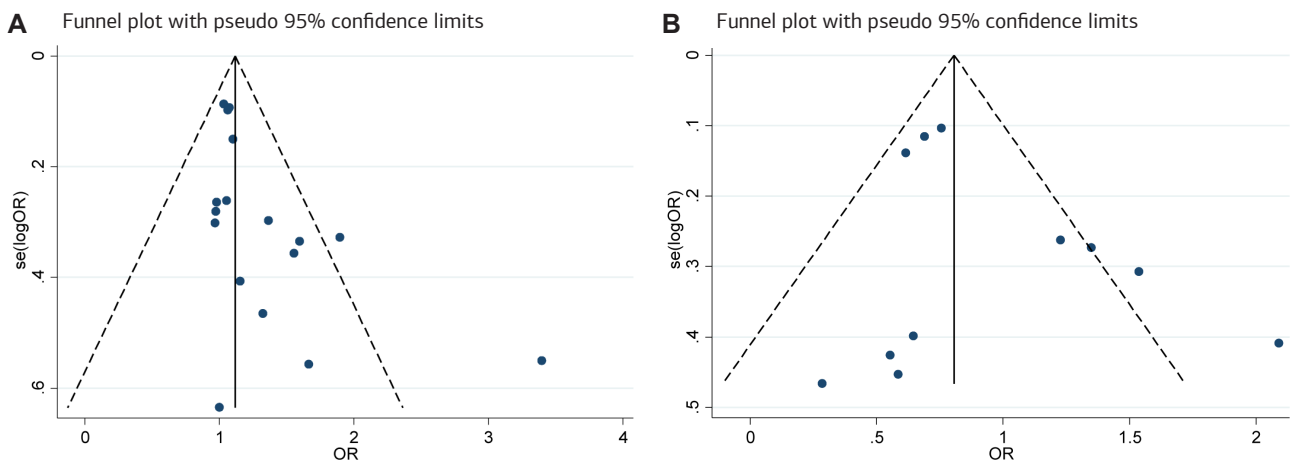 A
Funnel plot with pseudo 95% confidence limits
0
.2
.4
.6
se(logOR)
0
1
2
3
4
OR
B
Funnel plot with pseudo 95% confidence limits
0
.1
.2
.3
.4
.5
se(logOR)
0
.5
1
1.5
2
OR